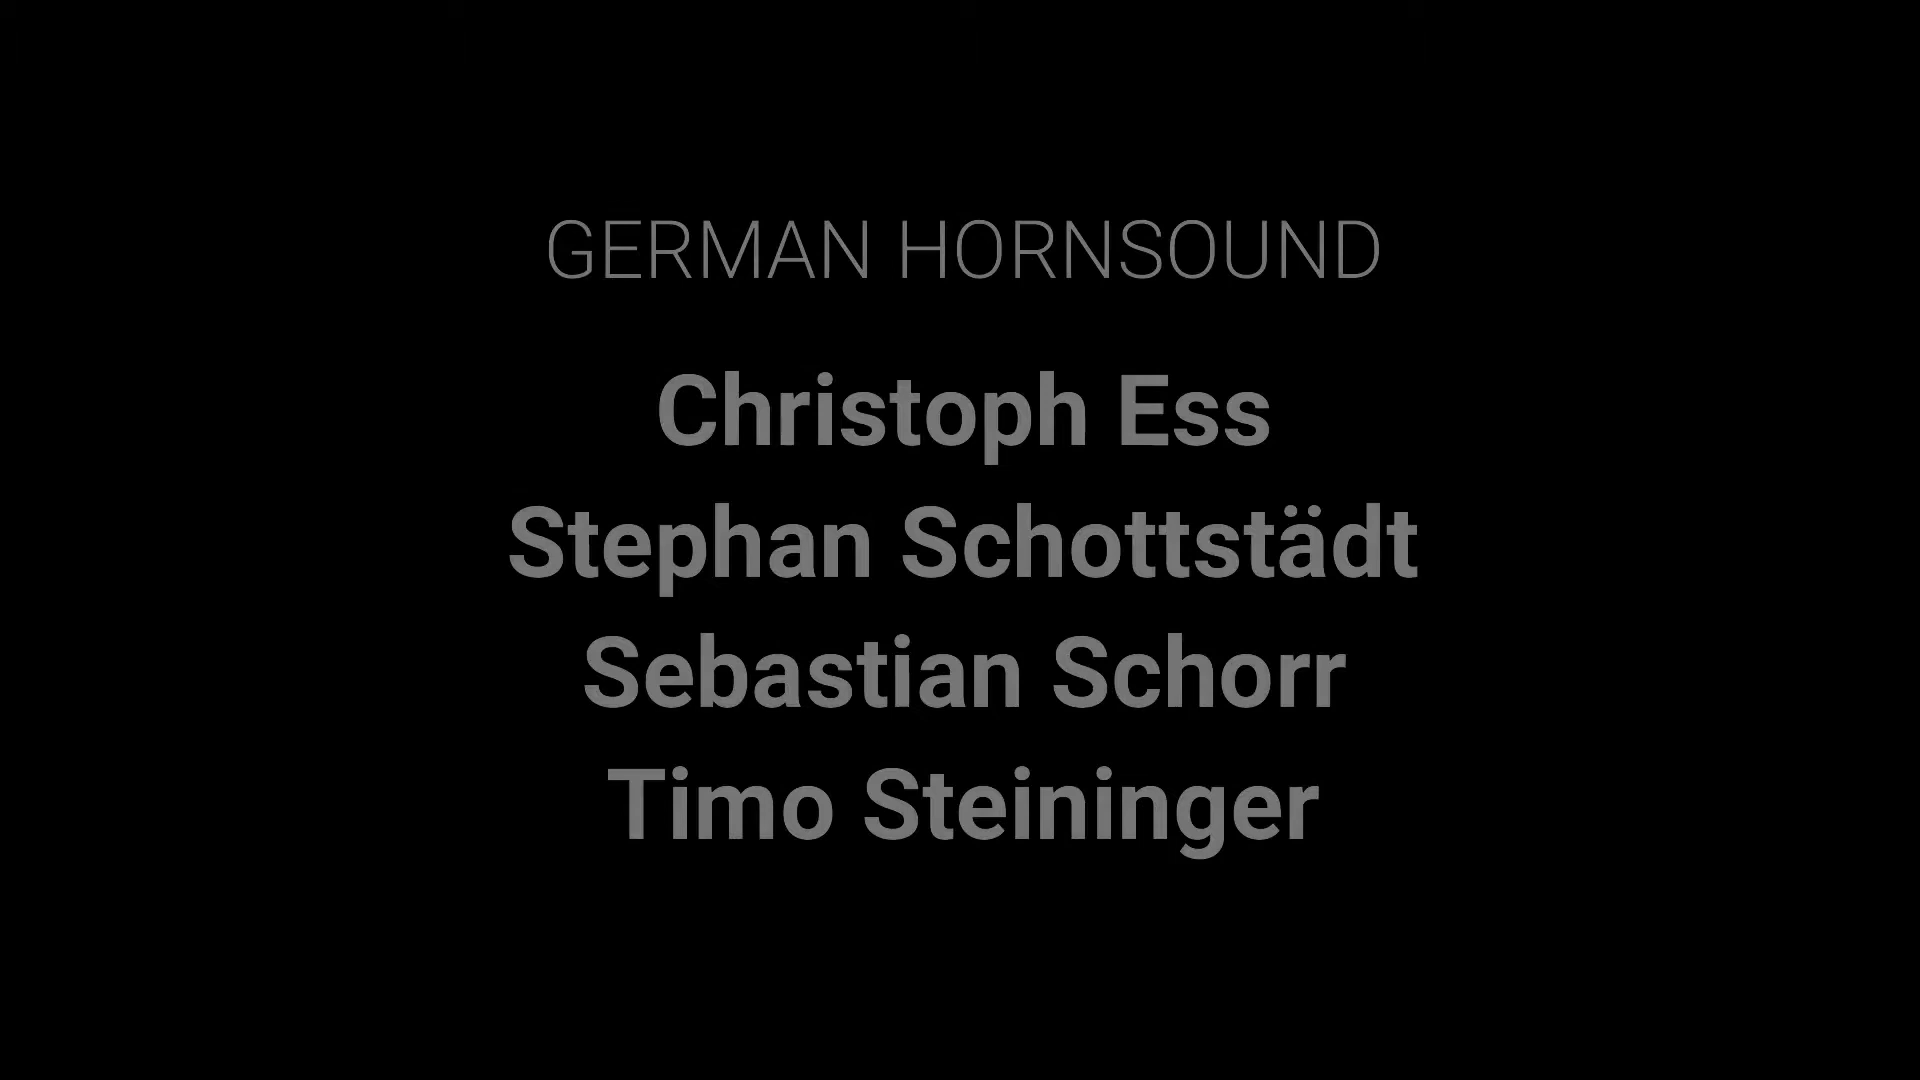 GERMAN HORNSOUND
Christoph Ess
Stephan Schottstädt
Sebastian Schorr
Timo Steininger